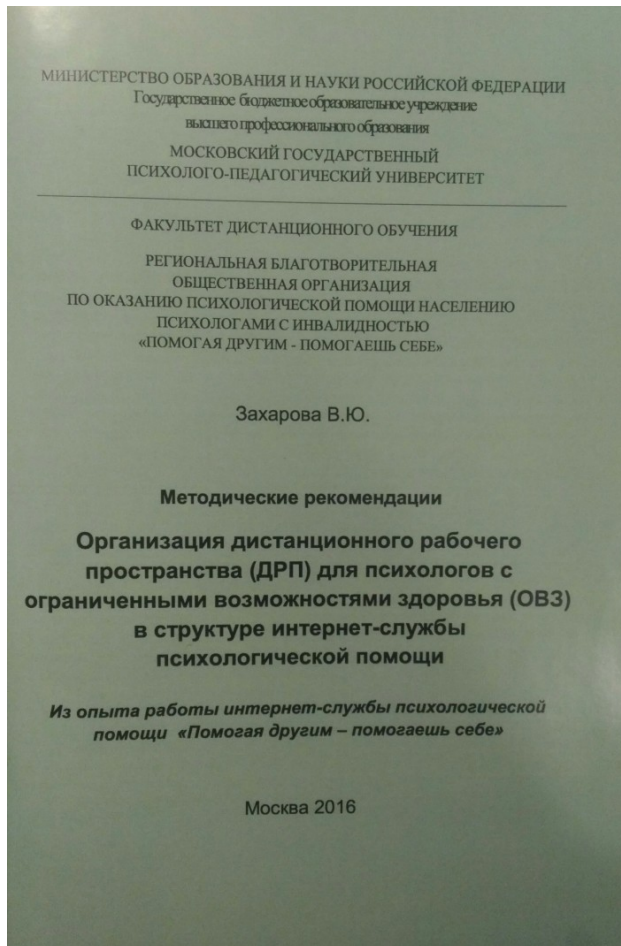 МИНИСТЕРСТВО ОБРАЗОВАНИЯ И НАУКИ РОССИЙСКОЙ ФЕДЕРАЦИИ
Государственное бюджетное образовательное учреждение
высшего профессионального образования
МОСКОВСКИЙ ГОСУДАРСТВЕННЫЙ
ПСИХОЛОГО-ПЕДАГОГИЧЕСКИЙ УНИВЕРСИТЕТ
ФАКУЛЬТЕТ ДИСТАНЦИОННОГО ОБУЧЕНИЯ
РЕГИОНАЛЬНАЯ БЛАГОТВОРИТЕЛЬНАЯ
ОБЩЕСТВЕННАЯ ОРГАНИЗАЦИЯ
ПО ОКАЗАНИЮ ПСИХОЛОГИЧЕСКОЙ ПОМОЩИ НАСЕЛЕНИЮ
ПСИХОЛОГАМИ С ИНВАЛИДНОСТЬЮ
«ПОМОГАЯ ДРУГИМ - ПОМОГАЕШЬ СЕБЕ»
Захарова В.Ю.
Методические рекомендации
Организация дистанционного рабочего
пространства (ДРП) для психологов с
ограниченными возможностями здоровья (ОВЗ)
в структуре интернет-службы
психологической помощи
Из опыта работы интернет-службы психологической
помощи «Помогая другим – помогаешь себе»
Москва 2016